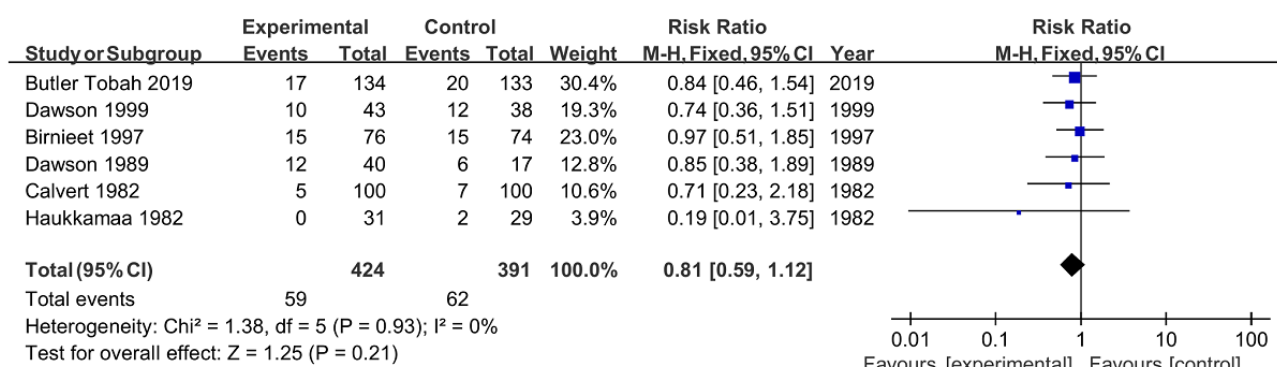 Experimental Control Risk Ratio Risk Ratio
Study or Subgroup Events Total Events Total Weight M-H, Fixed, 95% CI Year M-H, Fixed, 95% CI
Butler Tobah 2019 17 134 20 133 30.4% 0.84 [0.46, 1.54] 2019
Dawson 1999 10 43 12 38 19.3% 0.74 [0.36, 1.51] 1999
Birnieet 1997 15 76 15 74 23.0% 0.97 [0.51, 1.85] 1997
Dawson 1989 12 40 6 17 12.8% 0.85 [0.38, 1.89] 1989
Calvert 1982 5 100 7 100 10.6% 0.71 [0.23, 2.18] 1982
Haukkamaa 1982 0 31 2 29 3.9% 0.19 [0.01, 3.75] 1982
Total (95% CI) 424 391 100.0% 0.81 [0.59, 1.12]
Total events 59 62
Heterogeneity: Chi² = 1.38, df = 5 (P = 0.93); I² = 0%
Test for overall effect: Z = 1.25 (P = 0.21)
0.01 0.1 1 10 100
Favours [experimental] Favours [control]